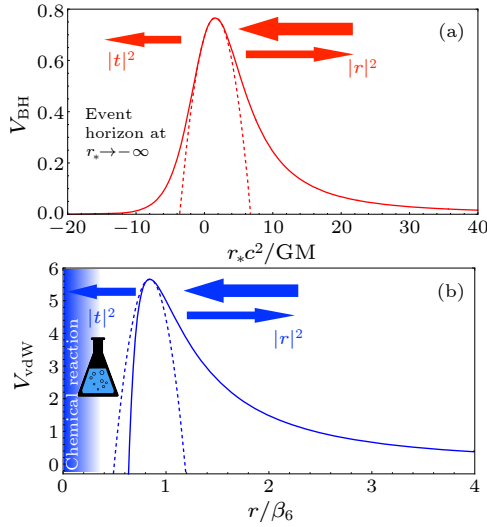 0.8
0.6
0.4
0.2
0.0
V_BH
(a)
|t|²
|r|²
Event
horizon at
r_*→−∞
−20
−10
0
10
20
30
40
r_*c²/GM
6
5
4
3
2
1
0
V_vdW
(b)
|t|²
|r|²
Chemical reaction
0
1
2
3
4
r/β₆